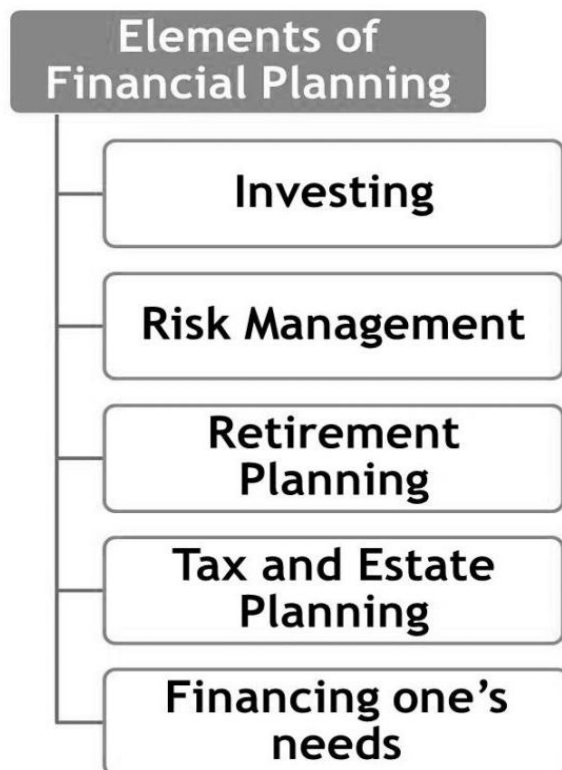 Elements of
Financial Planning
Investing
Risk Management
Retirement
Planning
Tax and Estate
Planning
Financing one’s
needs